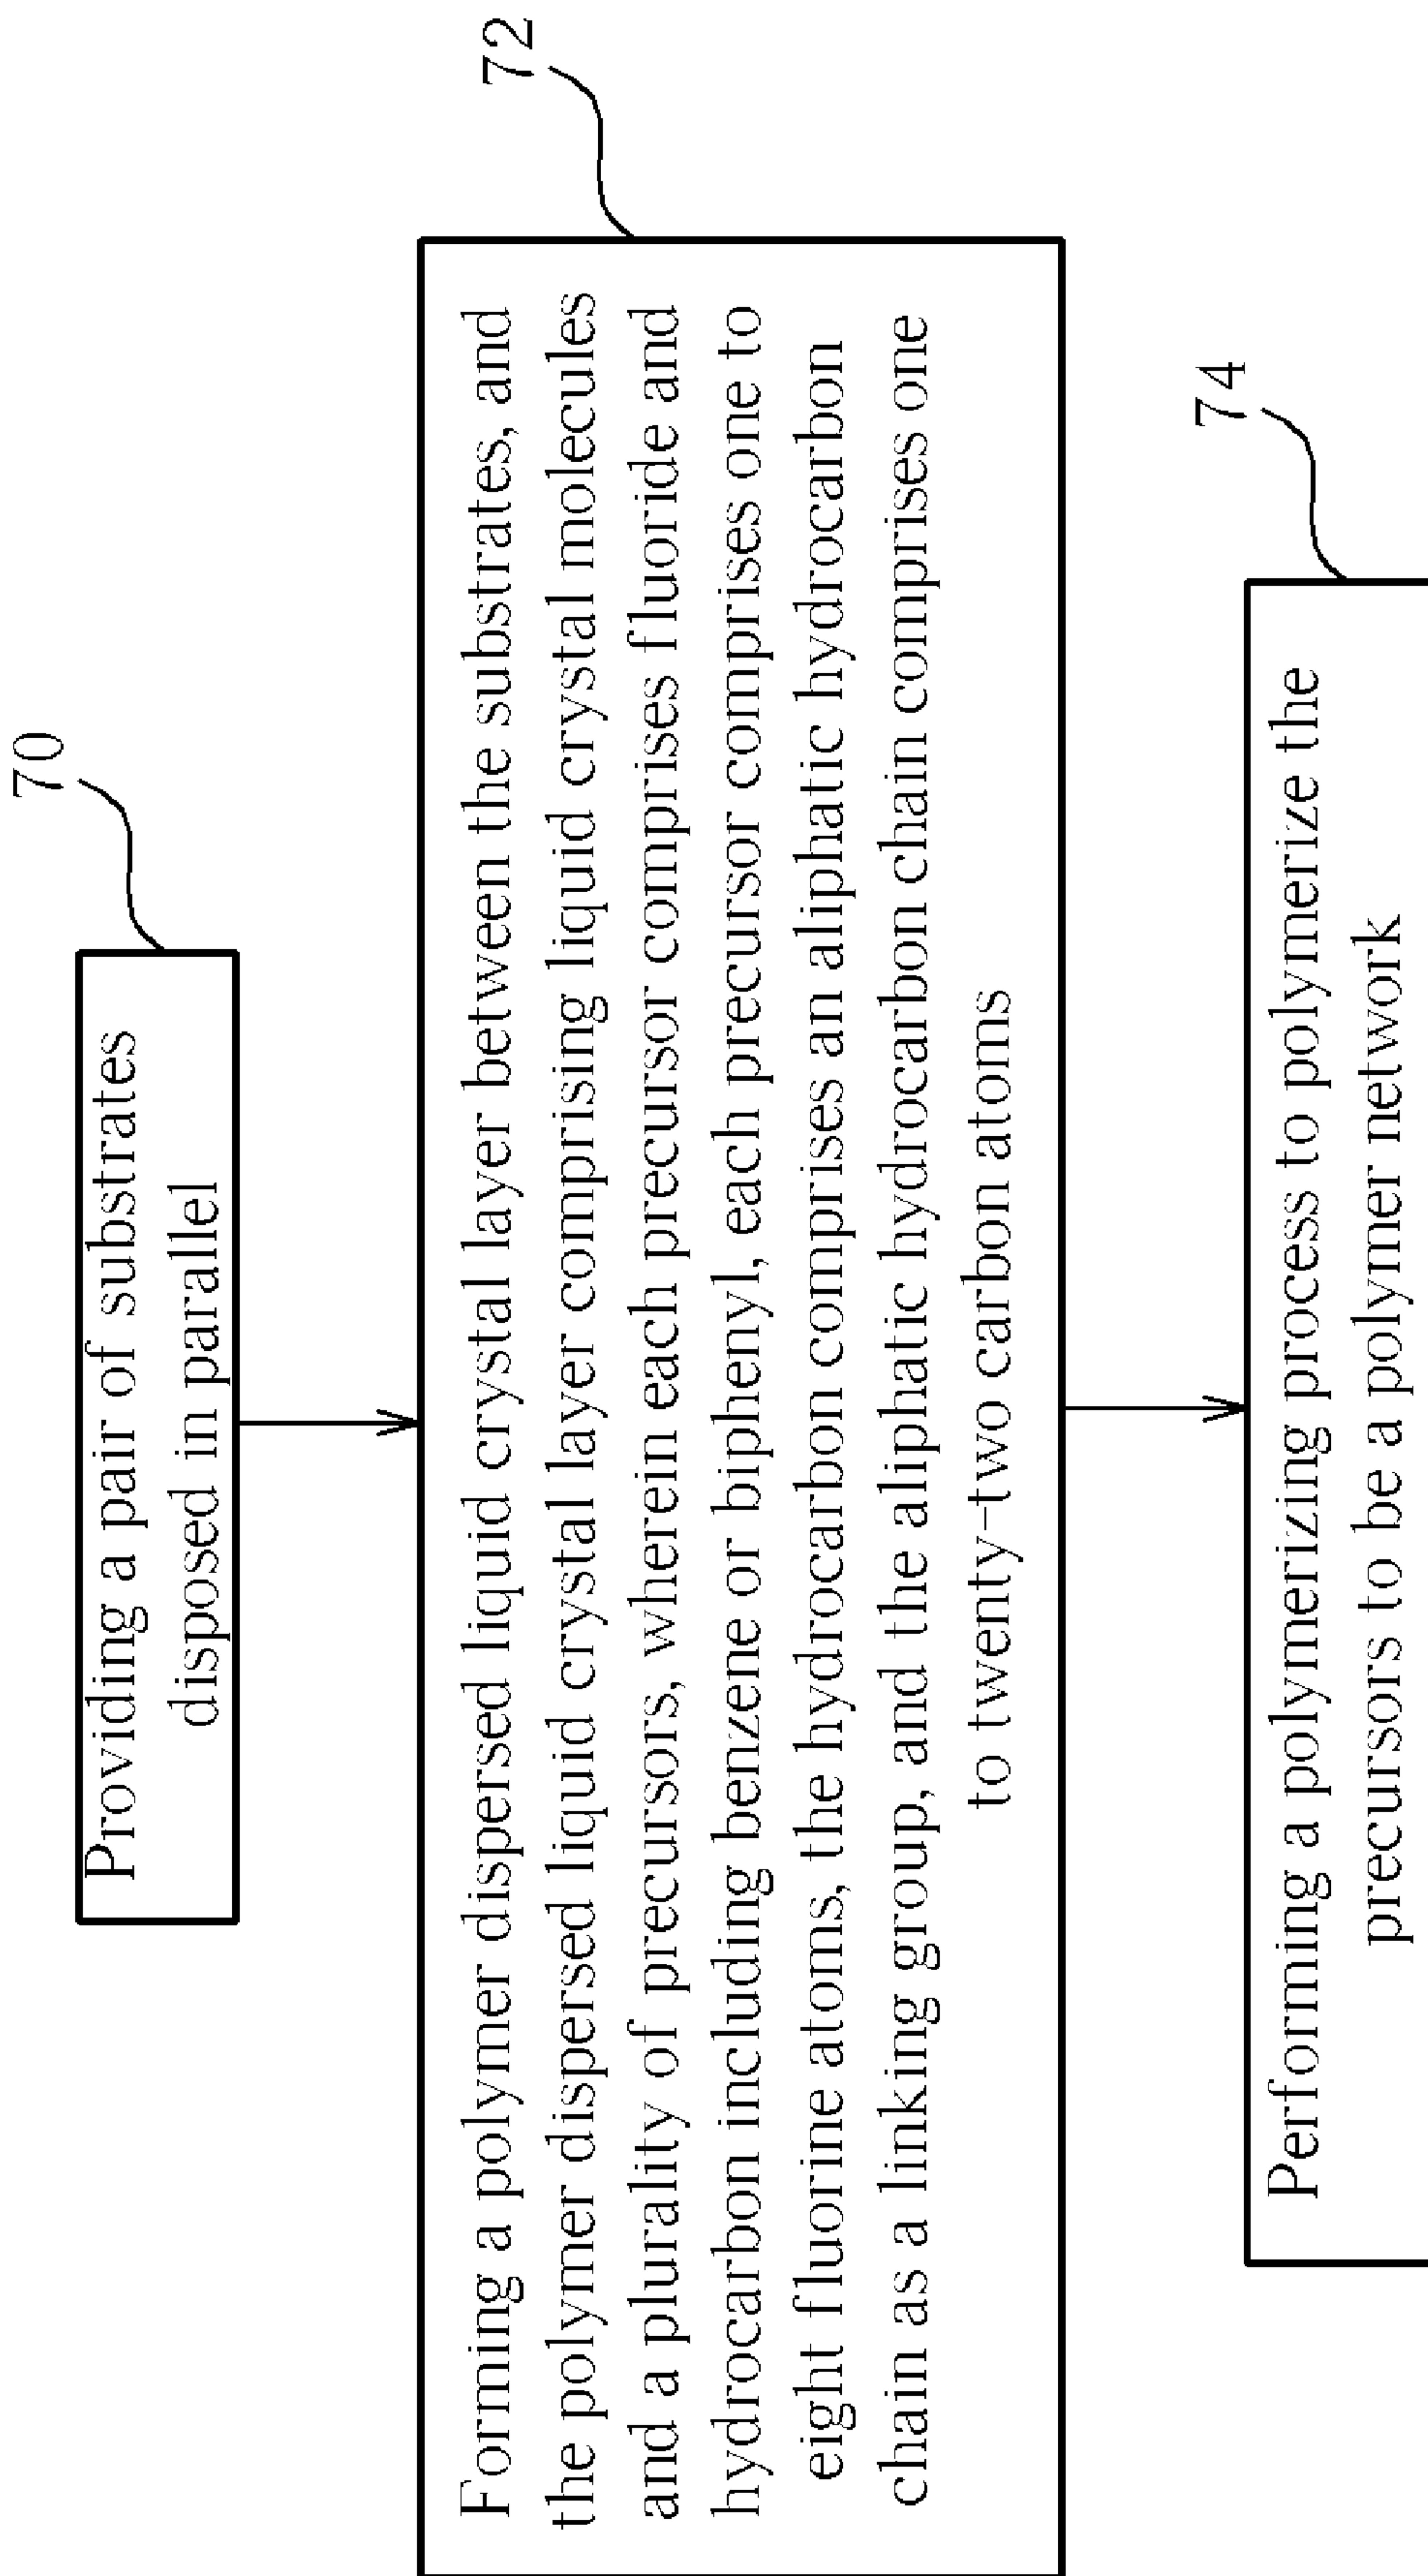 70
Providing a pair of substrates
disposed in parallel
72
Forming a polymer dispersed liquid crystal layer between the substrates, and
the polymer dispersed liquid crystal layer comprising liquid crystal molecules
and a plurality of precursors, wherein each precursor comprises fluoride and
hydrocarbon including benzene or biphenyl, each precursor comprises one to
eight fluorine atoms, the hydrocarbon comprises an aliphatic hydrocarbon
chain as a linking group, and the aliphatic hydrocarbon chain comprises one
to twenty-two carbon atoms
74
Performing a polymerizing process to polymerize the
precursors to be a polymer network